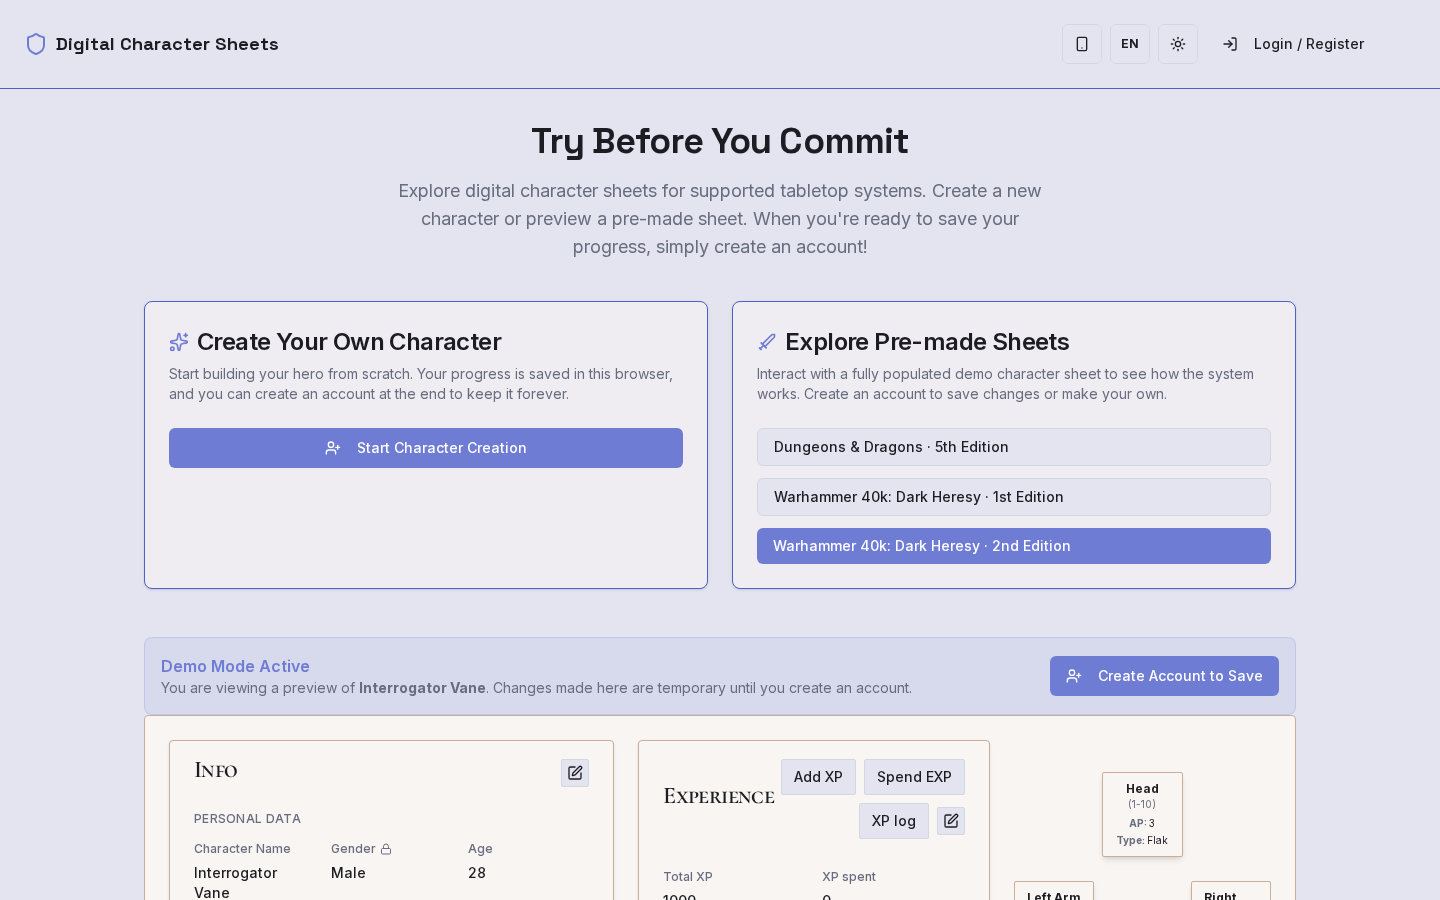 Digital Character Sheets
EN
Login / Register
Try Before You Commit
Explore digital character sheets for supported tabletop systems. Create a new
character or preview a pre-made sheet. When you're ready to save your
progress, simply create an account!
Create Your Own Character
Start building your hero from scratch. Your progress is saved in this browser,
and you can create an account at the end to keep it forever.
Start Character Creation
Explore Pre-made Sheets
Interact with a fully populated demo character sheet to see how the system
works. Create an account to save changes or make your own.
Dungeons & Dragons · 5th Edition
Warhammer 40k: Dark Heresy · 1st Edition
Warhammer 40k: Dark Heresy · 2nd Edition
Demo Mode Active
You are viewing a preview of Interrogator Vane. Changes made here are temporary until you create an account.
Create Account to Save
Info
PERSONAL DATA
Character Name
Gender
Age
Interrogator
Vane
Male
28
Experience
Add XP
Spend EXP
XP log
Total XP
XP spent
1000
0
Head
(1-10)
AP: 3
Type: Flak
Left Arm
Right